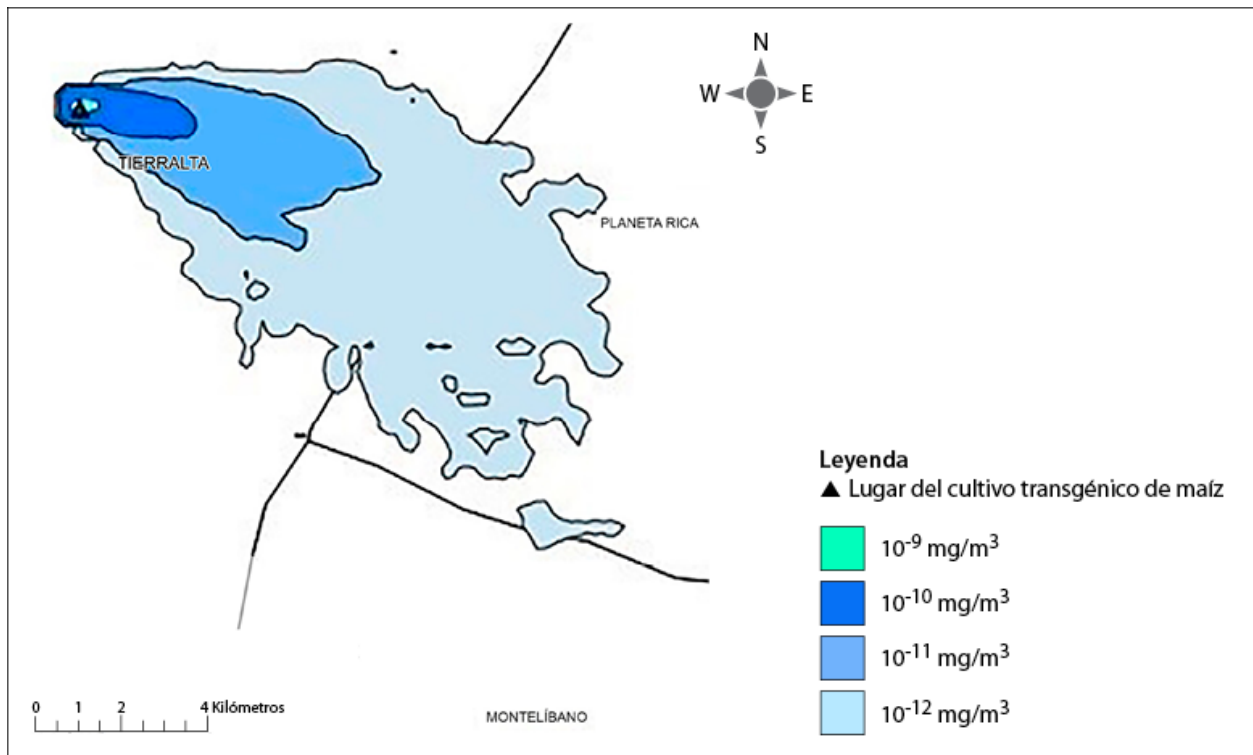 N
W E
S
TIERRALTA
PLANETA RICA
Leyenda
▲ Lugar del cultivo transgénico de maíz
10⁻⁹ mg/m³
10⁻¹⁰ mg/m³
10⁻¹¹ mg/m³
10⁻¹² mg/m³
0 1 2 4 Kilómetros
MONTELÍBANO